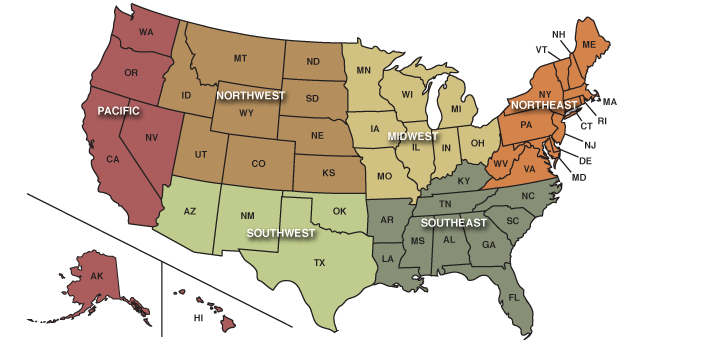 WA
OR
PACIFIC
NV
CA
MT
ID
NORTHWEST
WY
UT
CO
ND
SD
NE
KS
MN
WI
MI
IA
MIDWEST
IL
IN
OH
MO
NH
VT
ME
NY
NORTHEAST
MA
RI
CT
PA
NJ
DE
MD
WV
VA
AZ
NM
OK
SOUTHWEST
TX
KY
TN
NC
AR
SOUTHEAST
SC
MS
AL
GA
LA
FL
AK
HI